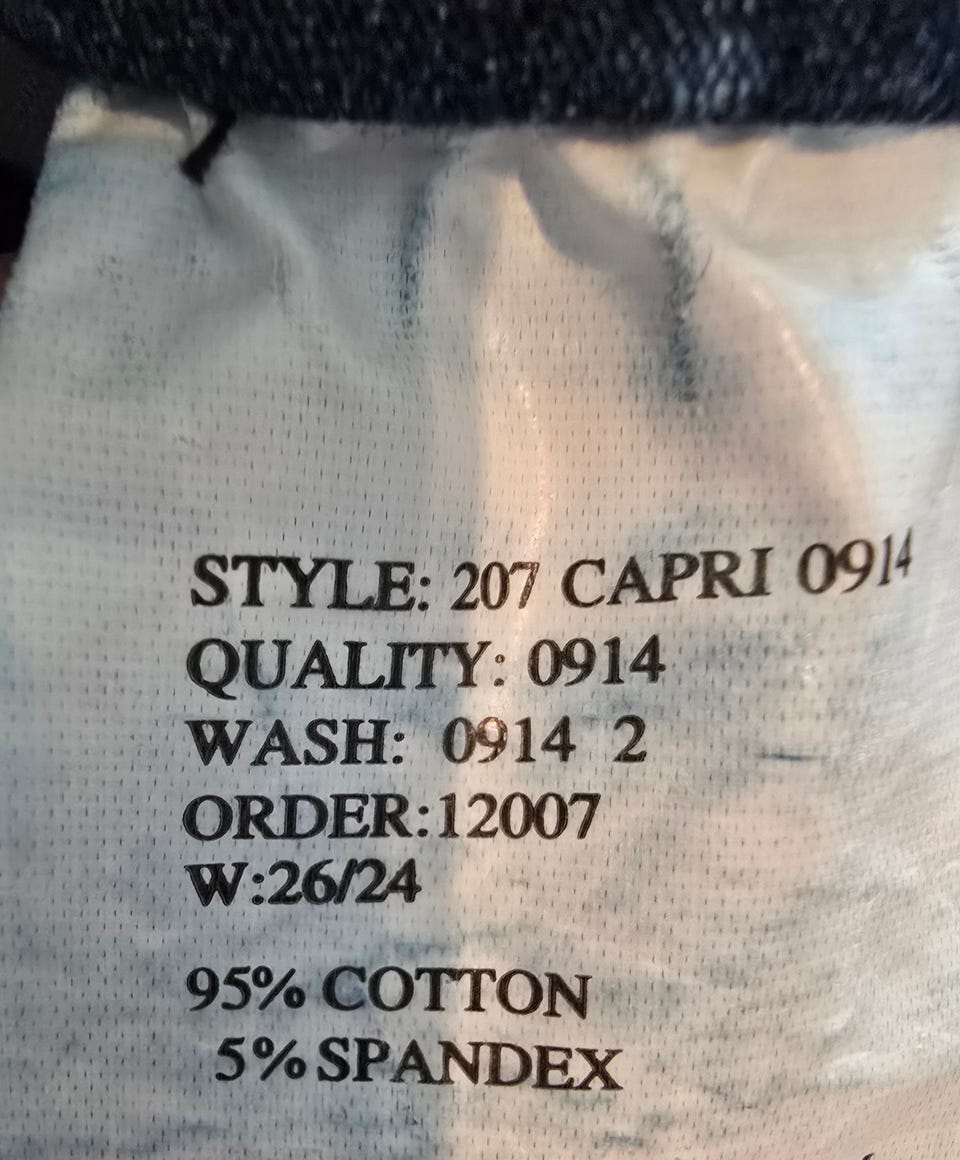 STYLE: 207 CAPRI 0914
QUALITY: 0914
WASH: 0914 2
ORDER:12007
W:26/24
95% COTTON
5% SPANDEX